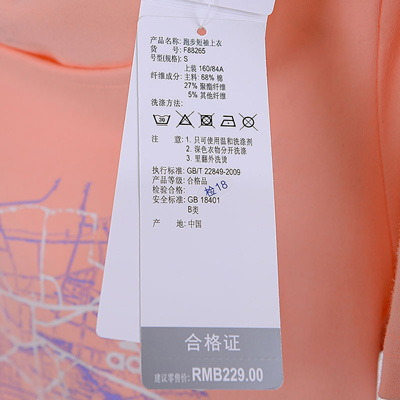 产品名称: 跑步短袖上衣
货 号: F88265
号型(规格): S
上装 160/84A
纤维成分: 主料: 68% 棉
27% 聚酯纤维
5% 其他纤维
洗涤方法:
30
注 意: 1. 只可使用温和洗涤剂
2. 深色衣物分开洗涤
3. 里翻外洗烫
执行标准: GB/T 22849-2009
产品等级: 合格品
检验合格: 检18
安全标准: GB 18401
B类
产 地: 中国
合格证
建议零售价: RMB229.00